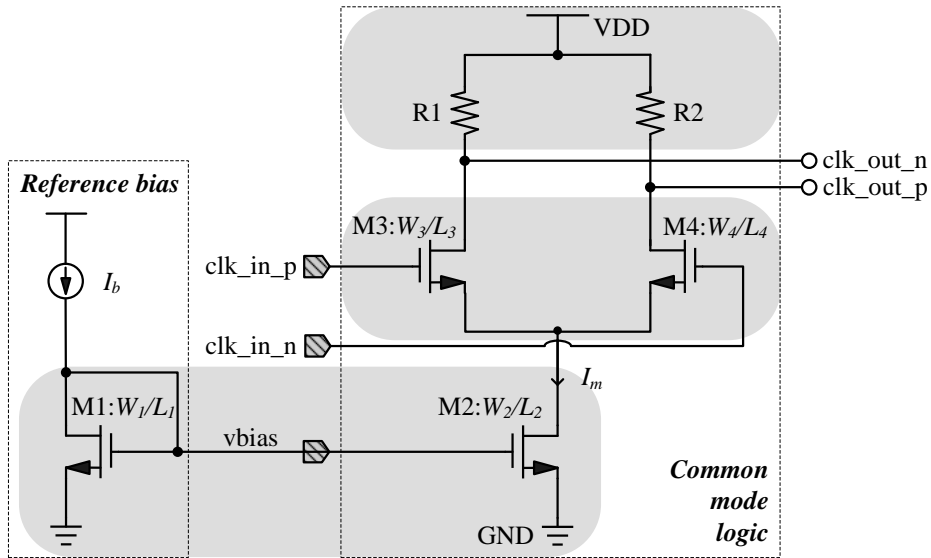 VDD
R1
R2
clk_out_n
clk_out_p
Reference bias
M3:W3/L3
M4:W4/L4
clk_in_p
Ib
clk_in_n
Im
M1:W1/L1
M2:W2/L2
vbias
Common
mode
logic
GND